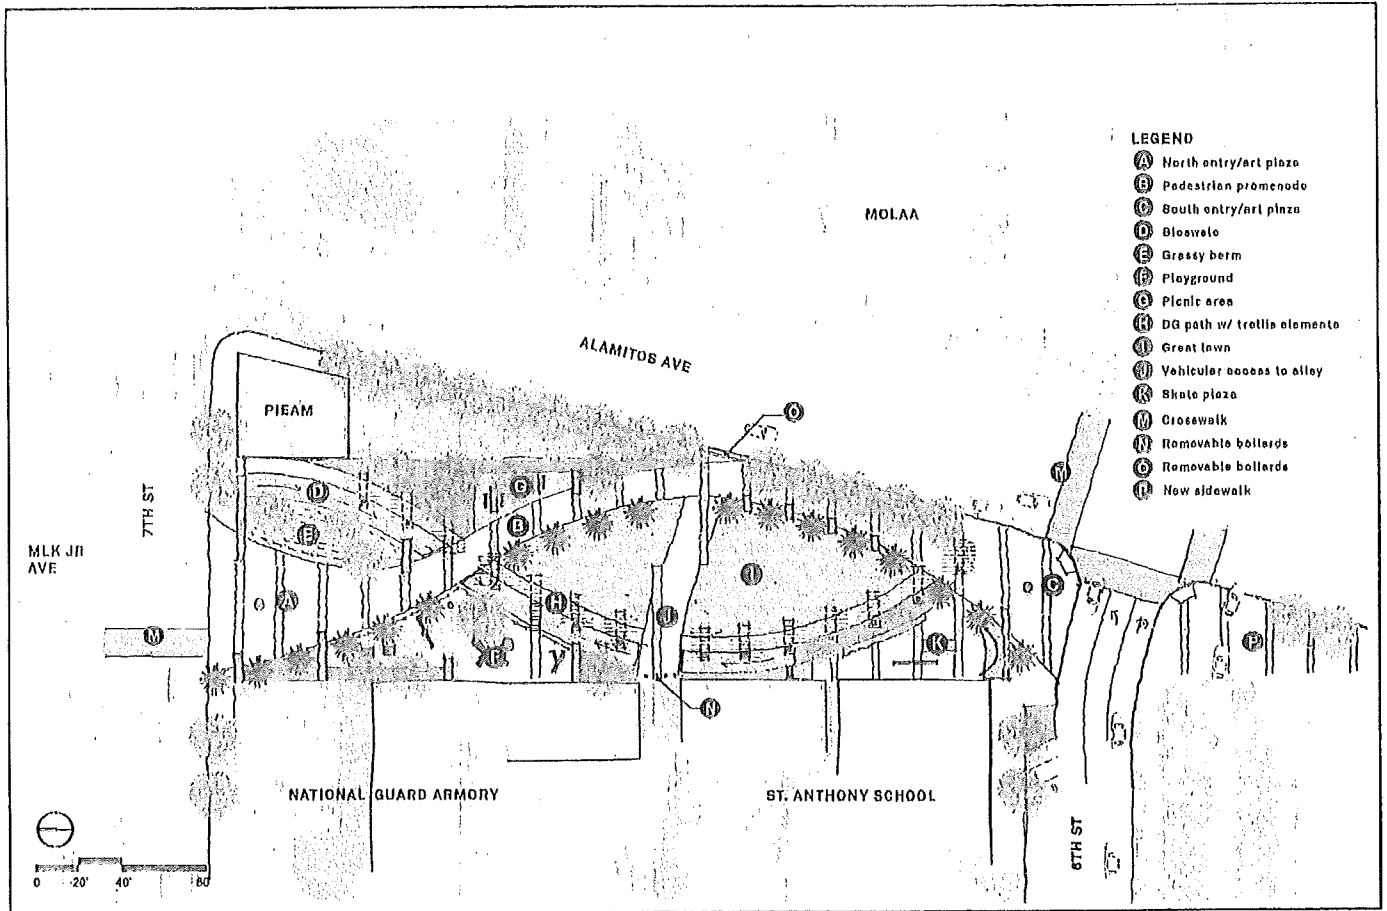 LEGEND
A North entry/art plaza
B Pedestrian promenade
C South entry/art plaza
D Bioswale
E Grassy berm
F Playground
G Picnic area
H DG path w/ trellis elements
I Great lawn
J Vehicular access to alley
K Skate plaza
M Crosswalk
N Removable bollards
O Removable bollards
P New sidewalk
MOLAA
ALAMITOS AVE
PIEAM
7TH ST
MLK JR
AVE
O
M
D
G
E
B
I
H
A
C
J
M
F
K
P
N
NATIONAL GUARD ARMORY
ST. ANTHONY SCHOOL
6TH ST
0 20' 40' 80'